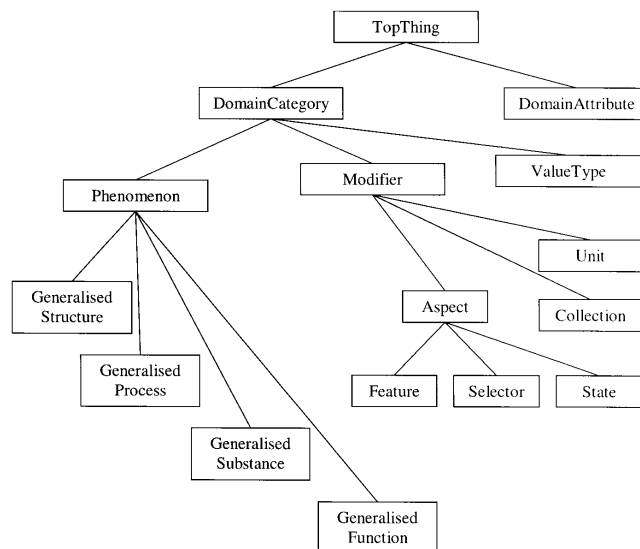 TopThing
DomainCategory
DomainAttribute
ValueType
Modifier
Phenomenon
Unit
Generalised
Structure
Aspect
Collection
Generalised
Process
Feature
Selector
State
Generalised
Substance
Generalised
Function